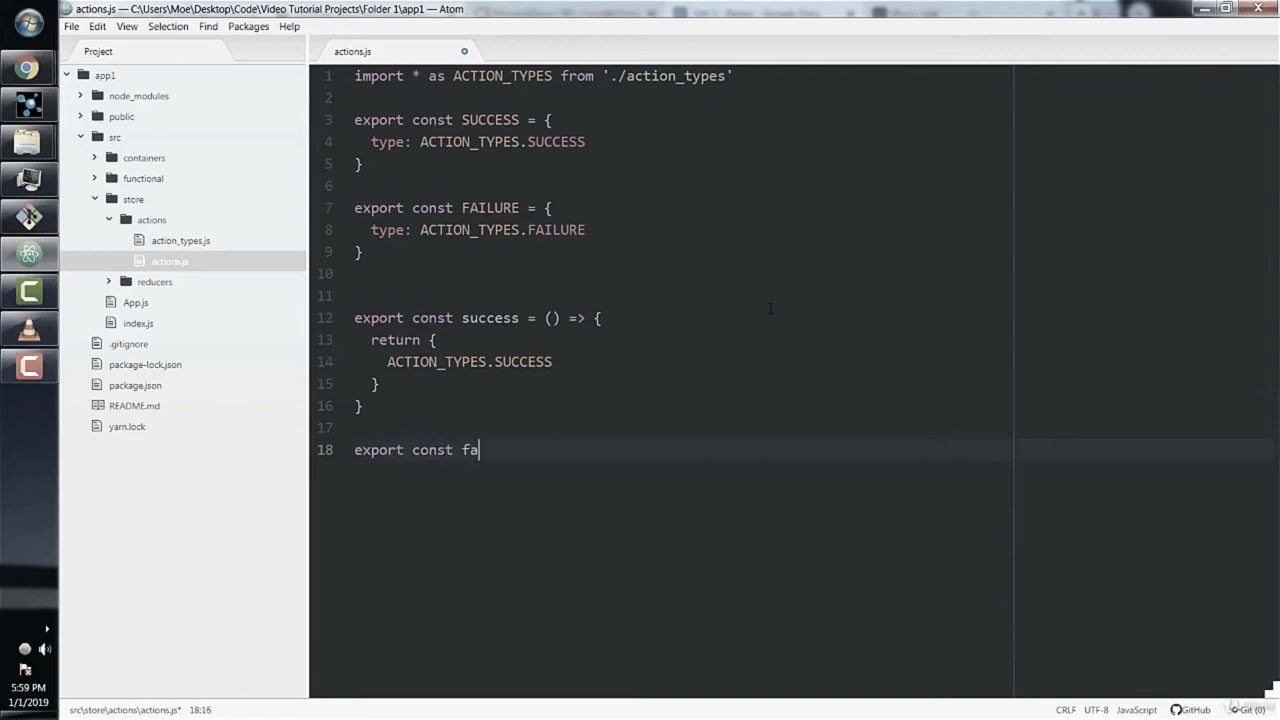 actions.js — C:\Users\Moe\Desktop\Code\Video Tutorial Projects\Folder 1\app1 — Atom
File Edit View Selection Find Packages Help
Project
actions.js
app1
node_modules
public
src
containers
functional
store
actions
action_types.js
actions.js
reducers
App.js
index.js
.gitignore
package-lock.json
package.json
README.md
yarn.lock
1 import * as ACTION_TYPES from './action_types'
2
3 export const SUCCESS = {
4 type: ACTION_TYPES.SUCCESS
5 }
6
7 export const FAILURE = {
8 type: ACTION_TYPES.FAILURE
9 }
10
11
12 export const success = () => {
13 return {
14 ACTION_TYPES.SUCCESS
15 }
16 }
17
18 export const fa
5:59 PM
1/1/2019
src\store\actions\actions.js* 18:16
CRLF UTF-8 JavaScript GitHub Git (0)